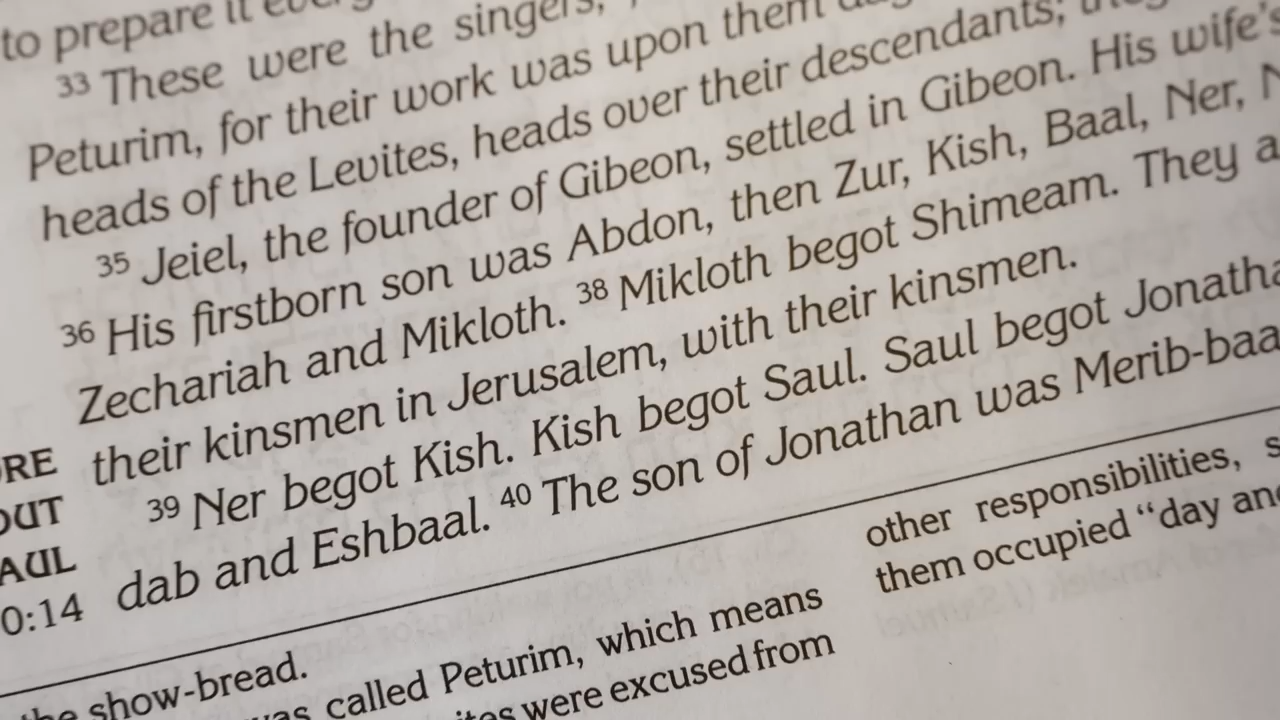 to prepare it
33 These were the singers,
Peturim, for their work was upon them
heads of the Levites, heads over their descendants;
35 Jeiel, the founder of Gibeon, settled in Gibeon. His wife's
36 His firstborn son was Abdon, then Zur, Kish, Baal, Ner,
Zechariah and Mikloth. 38 Mikloth begot Shimeam. They
their kinsmen in Jerusalem, with their kinsmen.
39 Ner begot Kish. Kish begot Saul. Saul begot Jonatha
dab and Eshbaal. 40 The son of Jonathan was Merib-baa
RE
OUT
AUL
0:14
the show-bread.
was called Peturim, which means
ites were excused from
other responsibilities, s
them occupied “day and